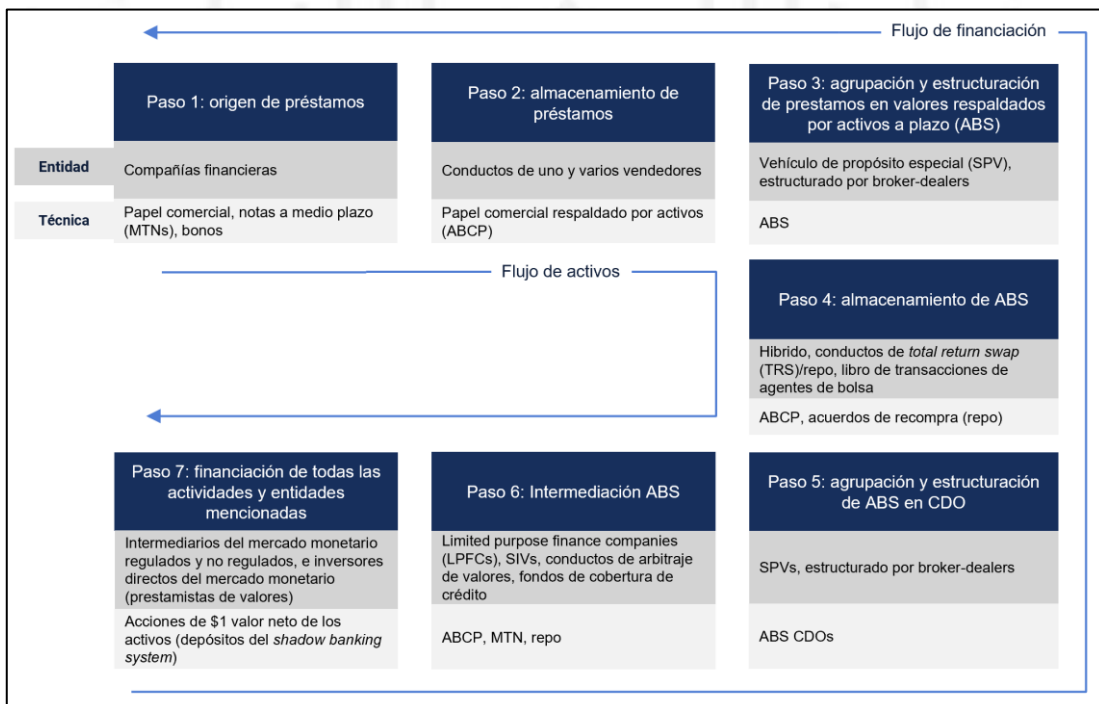 Flujo de financiación
Paso 1: origen de préstamos
Paso 2: almacenamiento de
préstamos
Paso 3: agrupación y estructuración
de prestamos en valores respaldados
por activos a plazo (ABS)
Entidad
Compañías financieras
Conductos de uno y varios vendedores
Vehículo de propósito especial (SPV),
estructurado por broker-dealers
Técnica
Papel comercial, notas a medio plazo
(MTNs), bonos
Papel comercial respaldado por activos
(ABCP)
ABS
Flujo de activos
Paso 4: almacenamiento de ABS
Hibrido, conductos de total return swap
(TRS)/repo, libro de transacciones de
agentes de bolsa
ABCP, acuerdos de recompra (repo)
Paso 7: financiación de todas las
actividades y entidades
mencionadas
Paso 6: Intermediación ABS
Paso 5: agrupación y estructuración
de ABS en CDO
Intermediarios del mercado monetario
regulados y no regulados, e inversores
directos del mercado monetario
(prestamistas de valores)
Limited purpose finance companies
(LPFCs), SIVs, conductos de arbitraje
de valores, fondos de cobertura de
crédito
SPVs, estructurado por broker-dealers
Acciones de $1 valor neto de los
activos (depósitos del shadow banking
system)
ABCP, MTN, repo
ABS CDOs